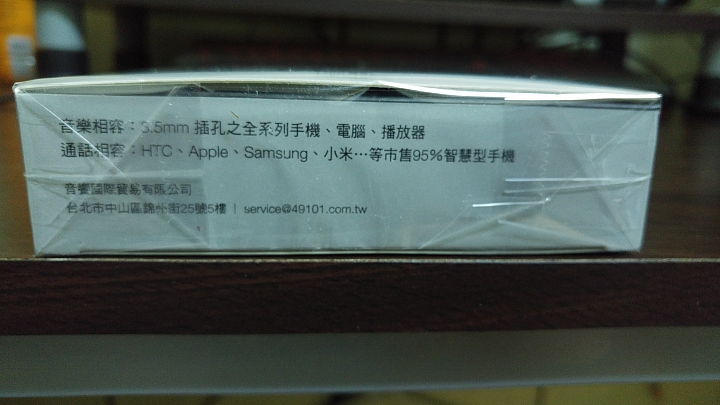 音樂相容：3.5mm 插孔之全系列手機、電腦、播放器
通話相容：HTC、Apple、Samsung、小米…等市售95%智慧型手機
音饗國際貿易有限公司
台北市中山區錦州街25號5樓 | service@49101.com.tw